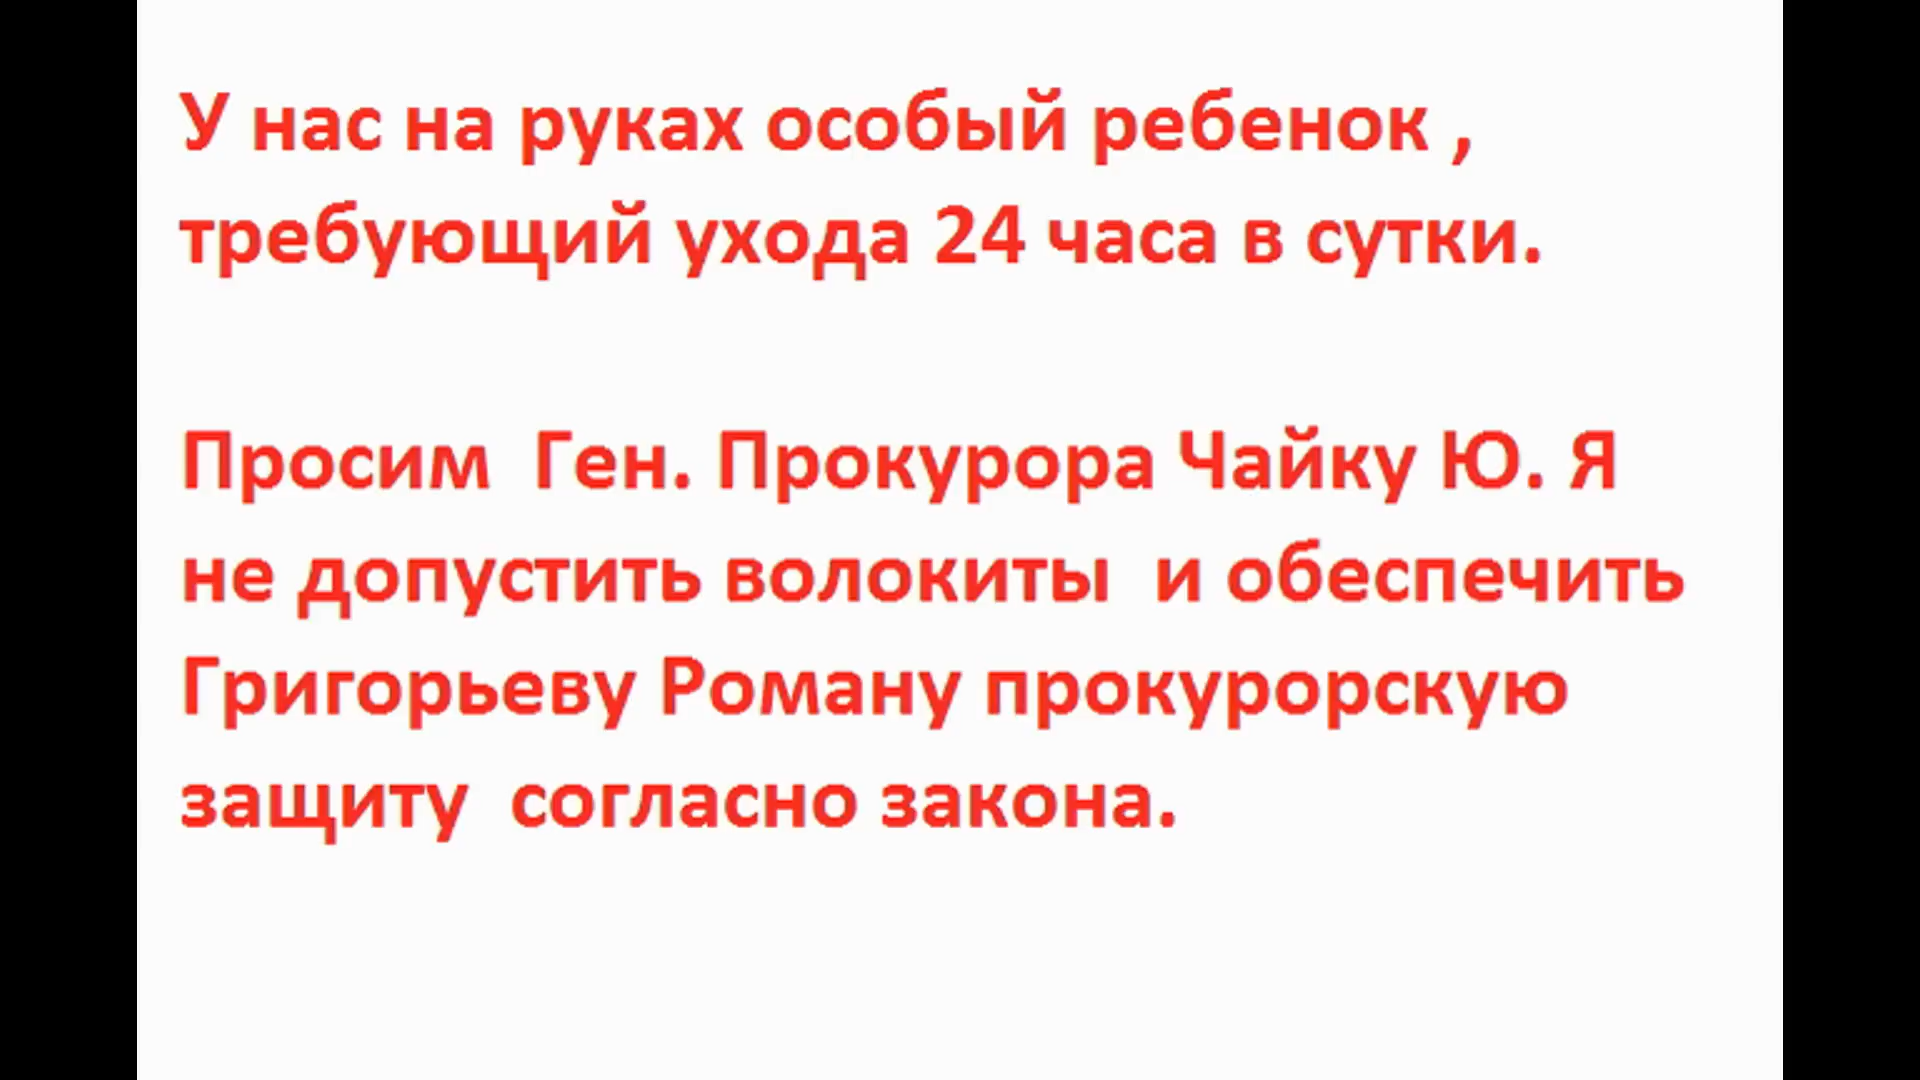 У нас на руках особый ребенок ,
требующий ухода 24 часа в сутки.
Просим  Ген. Прокурора Чайку Ю. Я
не допустить волокиты  и обеспечить
Григорьеву Роману прокурорскую
защиту  согласно закона.